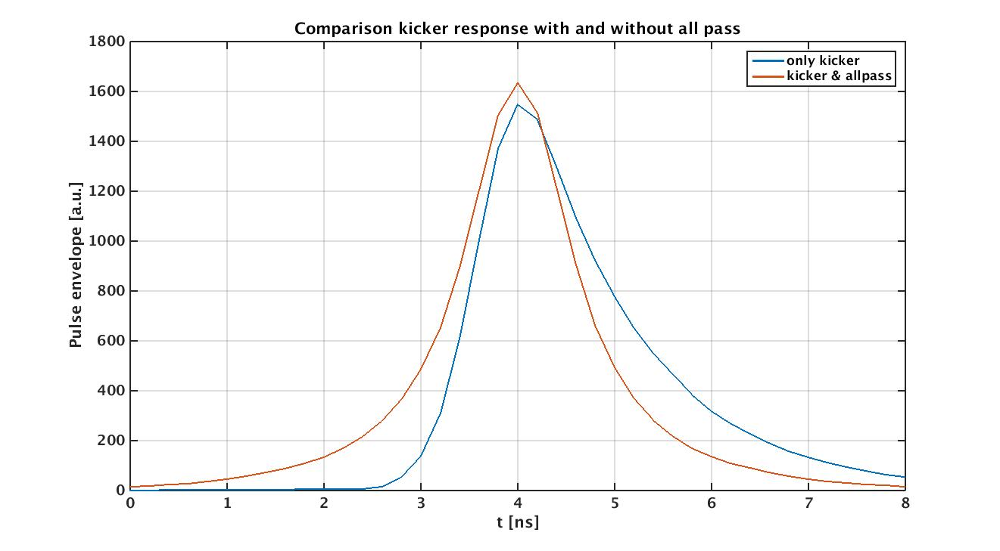 Comparison kicker response with and without all pass
1800
1600
1400
1200
1000
800
600
400
200
0
Pulse envelope [a.u.]
only kicker
kicker & allpass
0 1 2 3 4 5 6 7 8
t [ns]